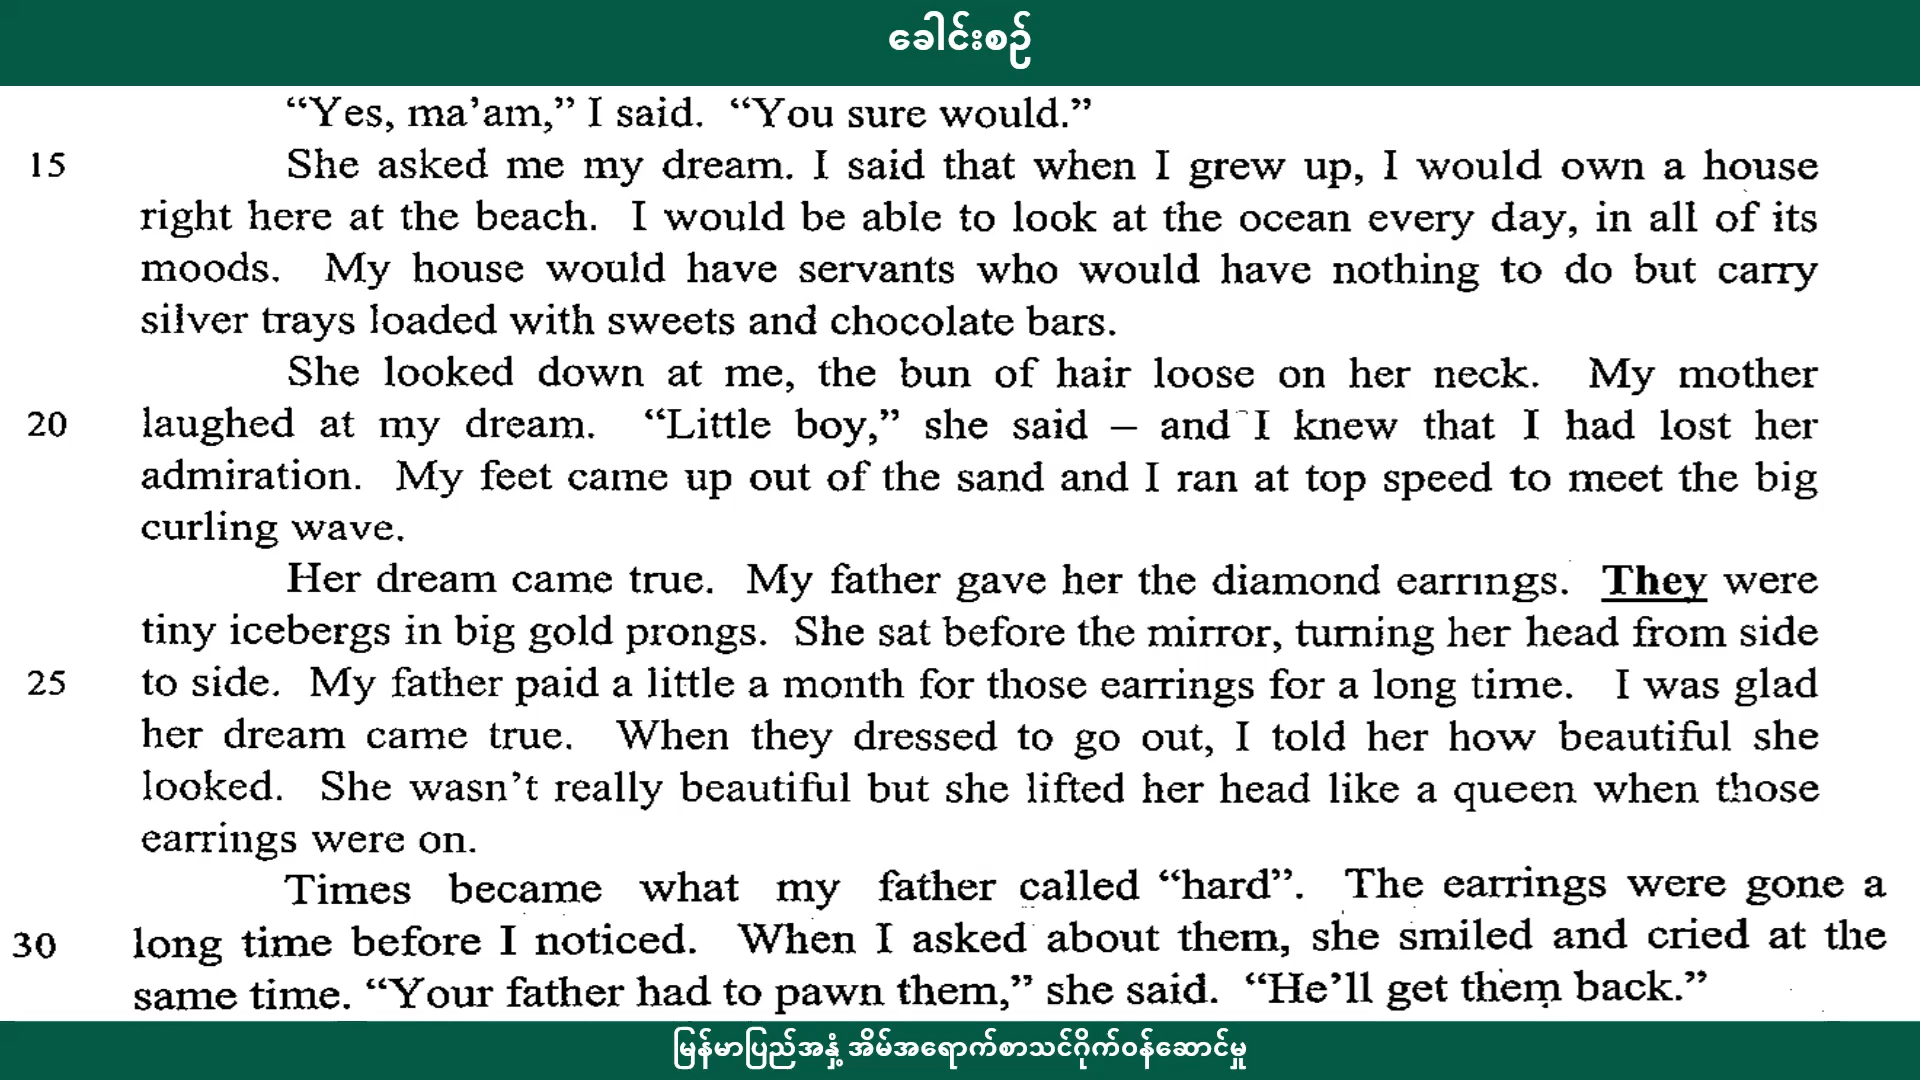 ခေါင်းစဉ်
“Yes, ma’am,” I said. “You sure would.”
15 She asked me my dream. I said that when I grew up, I would own a house
right here at the beach. I would be able to look at the ocean every day, in all of its
moods. My house would have servants who would have nothing to do but carry
silver trays loaded with sweets and chocolate bars.
She looked down at me, the bun of hair loose on her neck. My mother
20 laughed at my dream. “Little boy,” she said – and I knew that I had lost her
admiration. My feet came up out of the sand and I ran at top speed to meet the big
curling wave.
Her dream came true. My father gave her the diamond earrings. They were
tiny icebergs in big gold prongs. She sat before the mirror, turning her head from side
25 to side. My father paid a little a month for those earrings for a long time. I was glad
her dream came true. When they dressed to go out, I told her how beautiful she
looked. She wasn’t really beautiful but she lifted her head like a queen when those
earrings were on.
Times became what my father called “hard”. The earrings were gone a
30 long time before I noticed. When I asked about them, she smiled and cried at the
same time. “Your father had to pawn them,” she said. “He’ll get them back.”
မြန်မာပြည်အနှံ့ အိမ်အရောက်စာသင်ဂိုက်ဝန်ဆောင်မှု